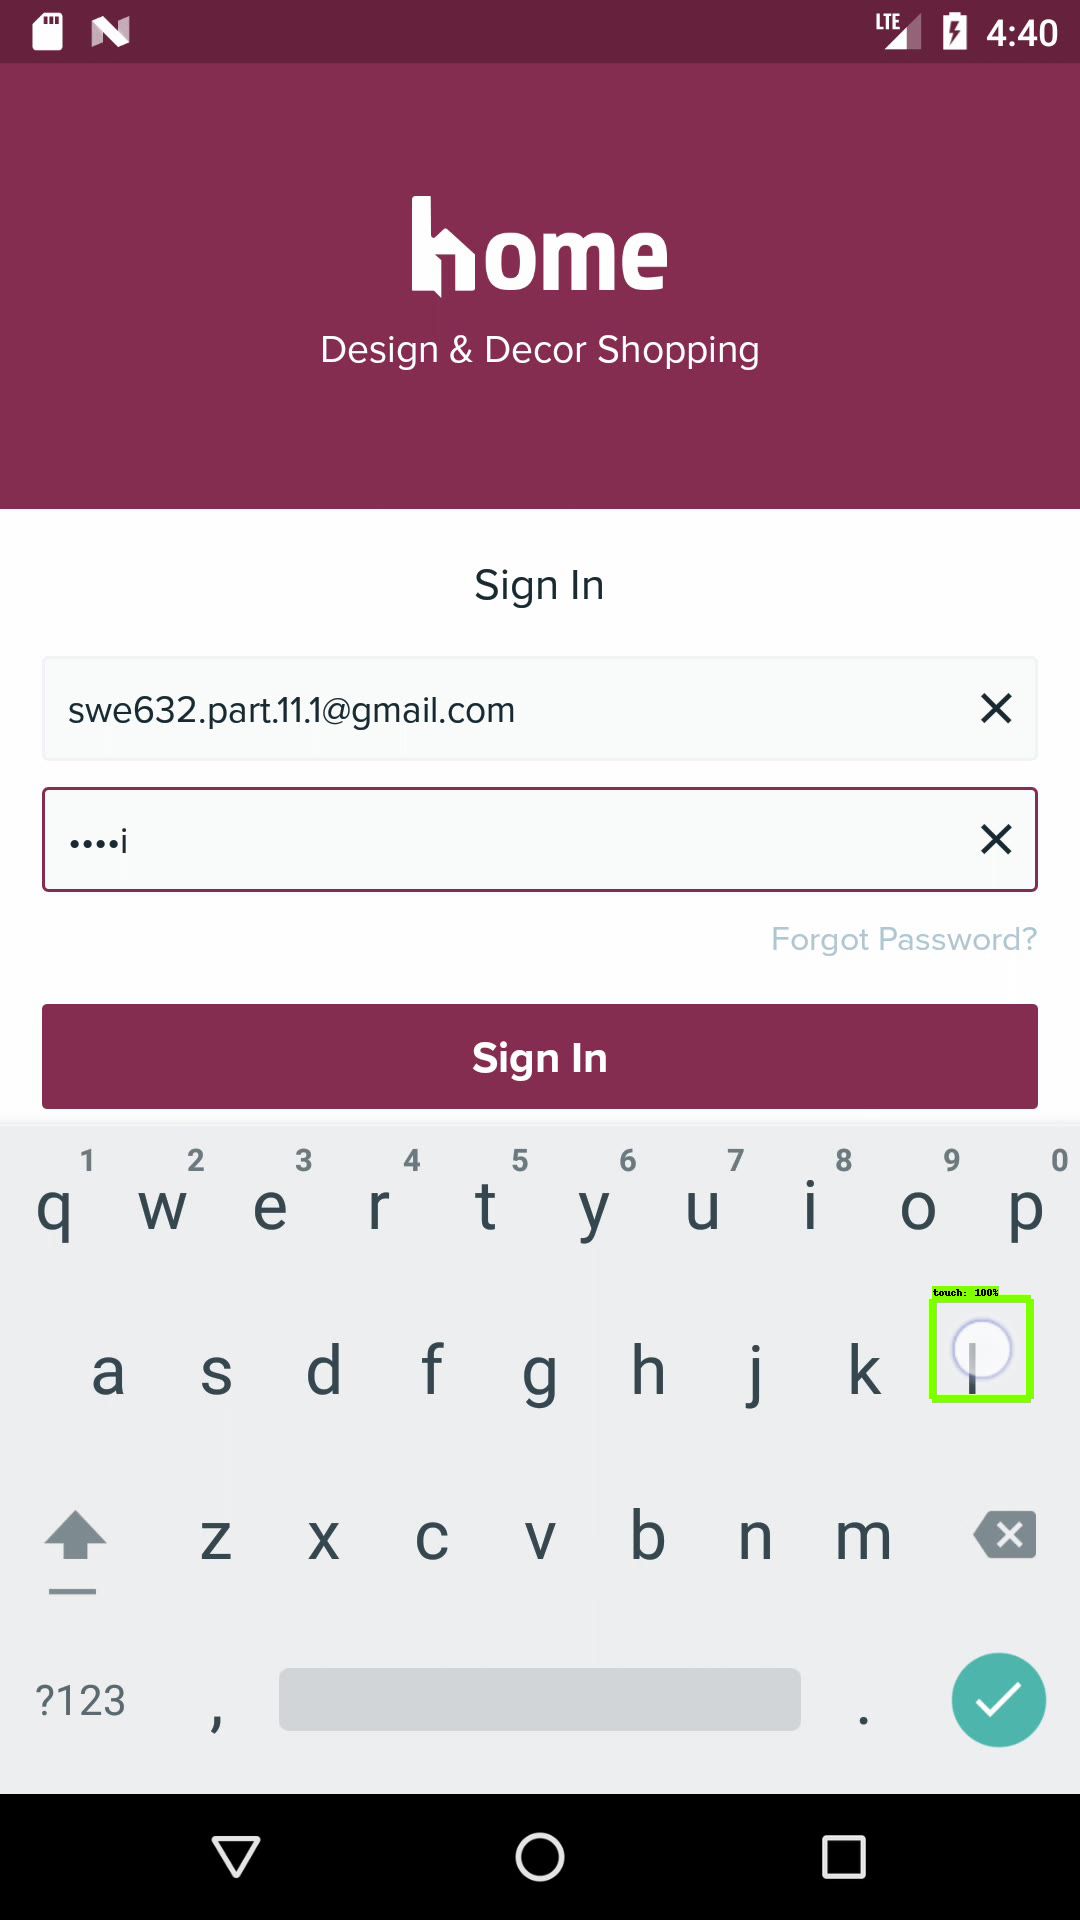 LTE 4:40
home
Design & Decor Shopping
Sign In
swe632.part.11.1@gmail.com
••••i
Forgot Password?
Sign In
1 2 3 4 5 6 7 8 9 0
q w e r t y u i o p
touch: 100%
a s d f g h j k l
z x c v b n m
?123 , .